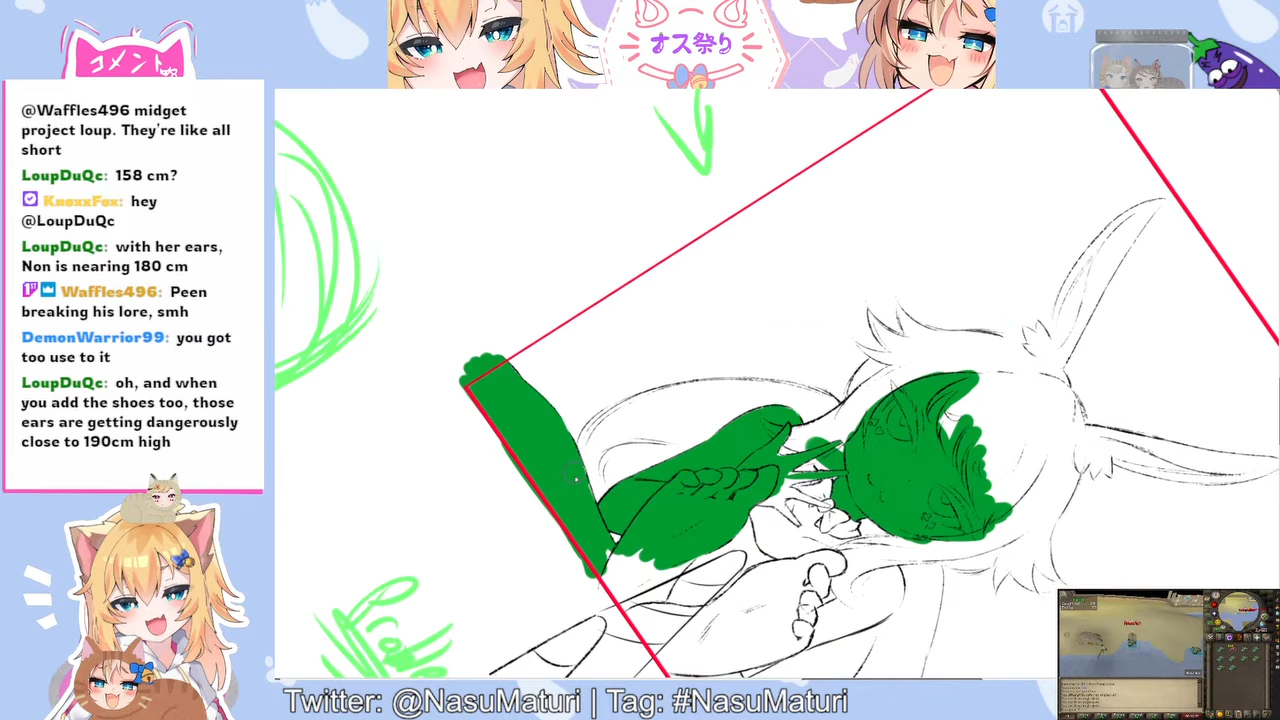 コメント
オス祭り
@Waffles496 midget
project loup. They're like all
short
LoupDuQc: 158 cm?
KnoxxFox: hey
@LoupDuQc
LoupDuQc: with her ears,
Non is nearing 180 cm
Waffles496: Peen
breaking his lore, smh
DemonWarrior99: you got
too use to it
LoupDuQc: oh, and when
you add the shoes too, those
ears are getting dangerously
close to 190cm high
Twitter @NasuMaturi | Tag: #NasuMaturi